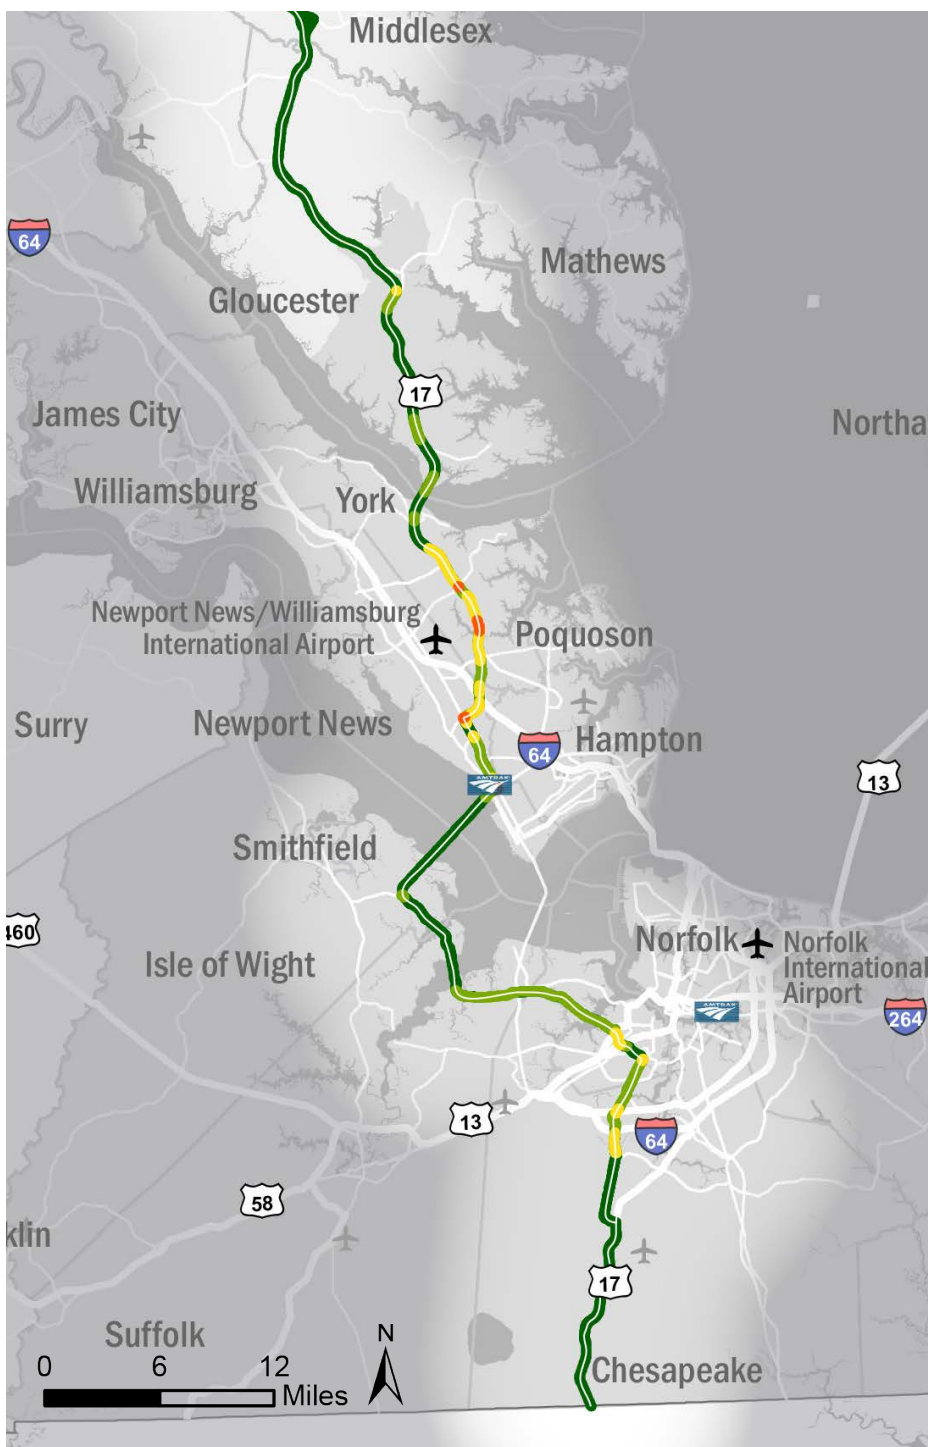 Middlesex
64
Mathews
Gloucester
17
James City
Northa
Williamsburg
York
Newport News/Williamsburg
International Airport
Poquoson
Surry
Newport News
64
Hampton
13
AMTRAK
Smithfield
460
Norfolk
Norfolk
International
Airport
Isle of Wight
AMTRAK
264
13
64
58
klin
17
Suffolk
N
0 6 12
Miles
Chesapeake